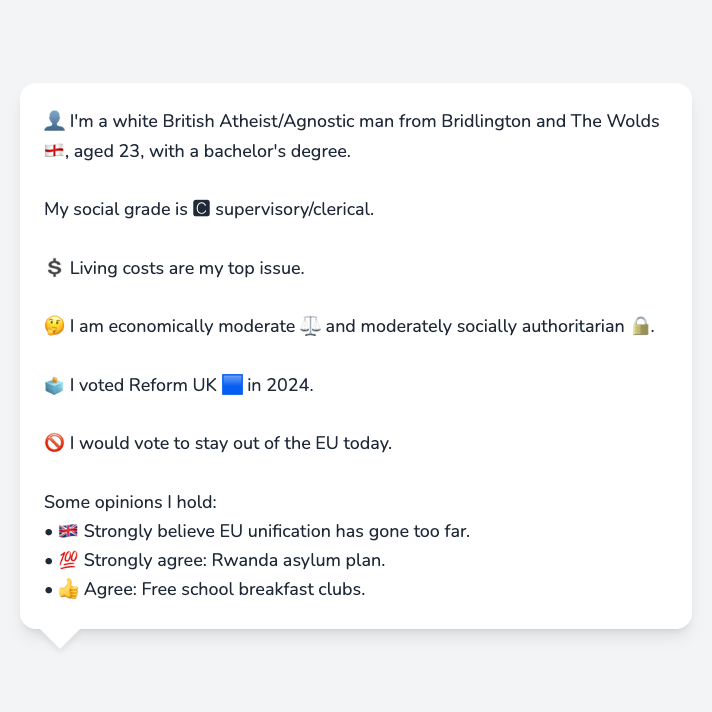 👤 I'm a white British Atheist/Agnostic man from Bridlington and The Wolds
🏴󠁧󠁢󠁥󠁮󠁧󠁿, aged 23, with a bachelor's degree.
My social grade is 🅲 supervisory/clerical.
💲 Living costs are my top issue.
🤔 I am economically moderate ⚖️ and moderately socially authoritarian 🔒.
🗳️ I voted Reform UK 🟦 in 2024.
🚫 I would vote to stay out of the EU today.
Some opinions I hold:
• 🇬🇧 Strongly believe EU unification has gone too far.
• 💯 Strongly agree: Rwanda asylum plan.
• 👍 Agree: Free school breakfast clubs.